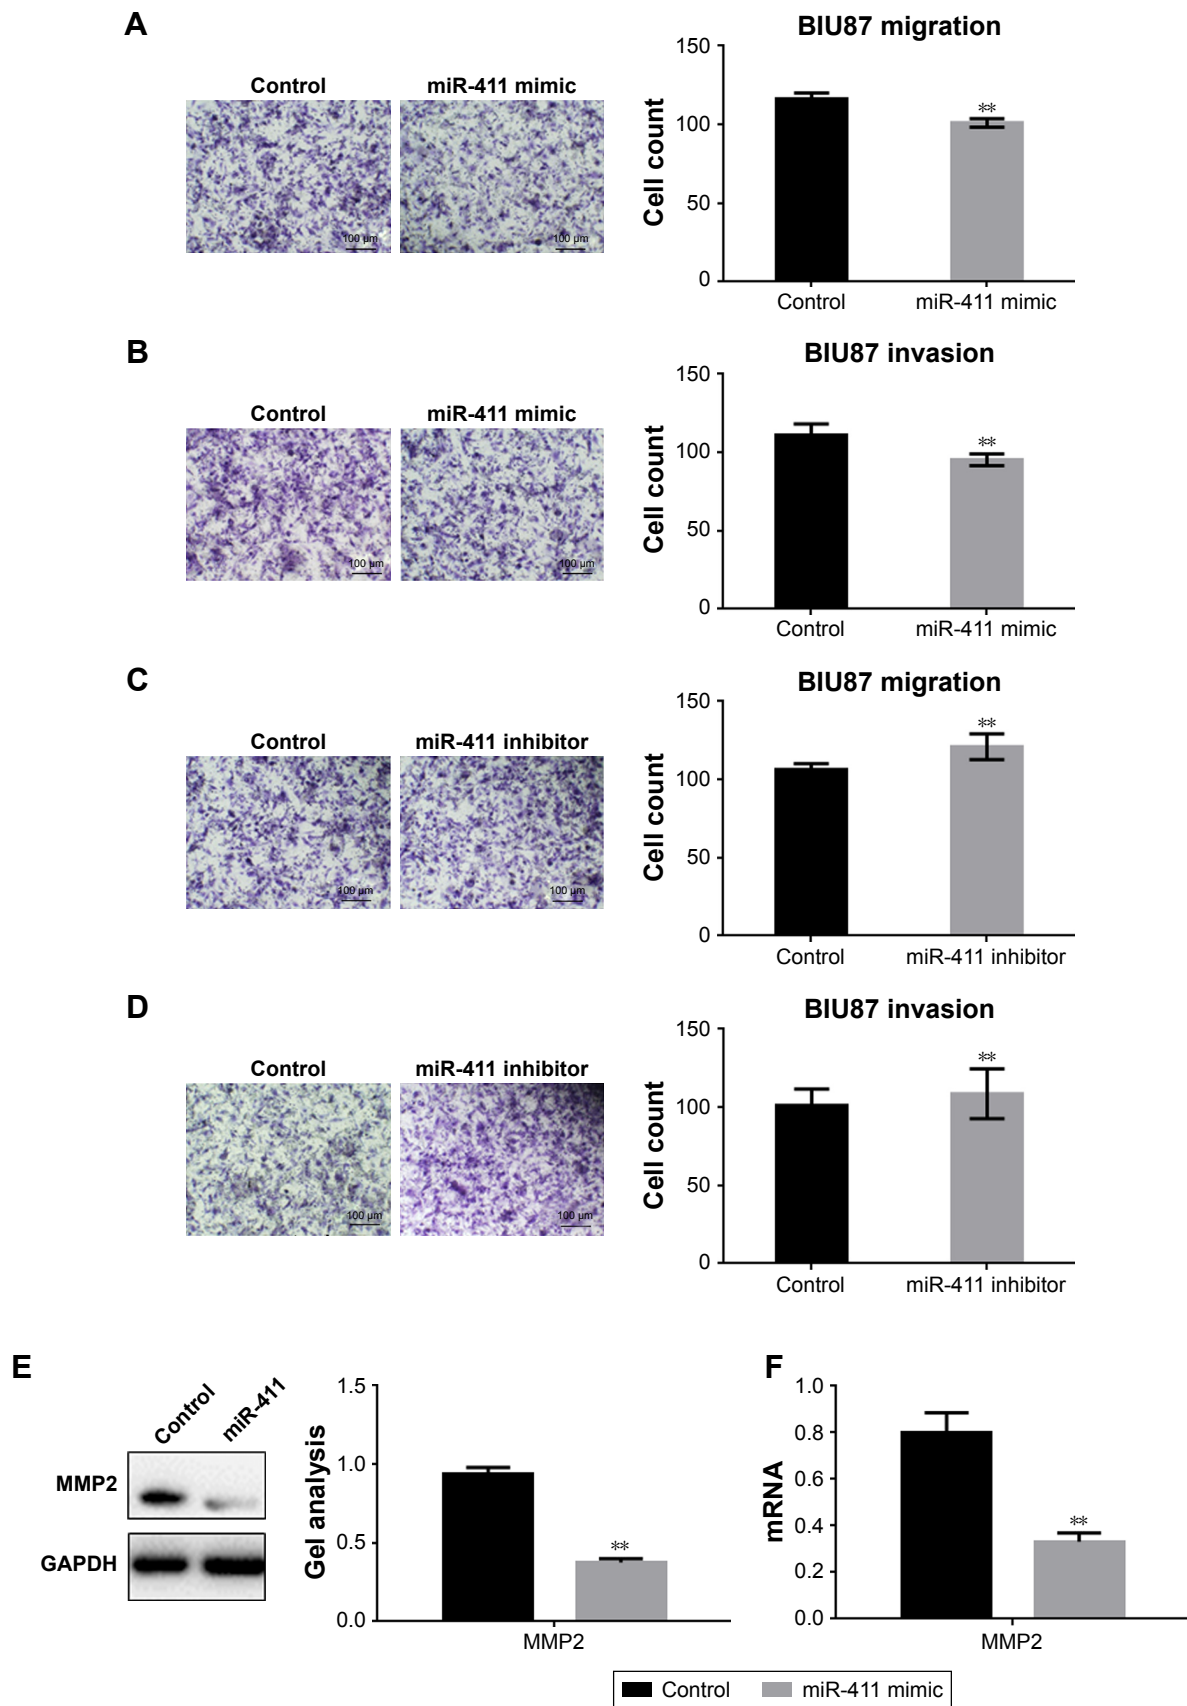 A
BIU87 migration
Control
miR-411 mimic
100 µm
100 µm
Cell count
150
100
50
0
**
Control
miR-411 mimic
B
BIU87 invasion
Control
miR-411 mimic
100 µm
100 µm
Cell count
150
100
50
0
**
Control
miR-411 mimic
C
BIU87 migration
Control
miR-411 inhibitor
100 µm
100 µm
Cell count
150
100
50
0
**
Control
miR-411 inhibitor
D
BIU87 invasion
Control
miR-411 inhibitor
100 µm
100 µm
Cell count
150
100
50
0
**
Control
miR-411 inhibitor
E
Control
miR-411
MMP2
GAPDH
Gel analysis
1.5
1.0
0.5
0.0
**
MMP2
F
mRNA
1.0
0.8
0.6
0.4
0.2
0.0
**
MMP2
Control
miR-411 mimic